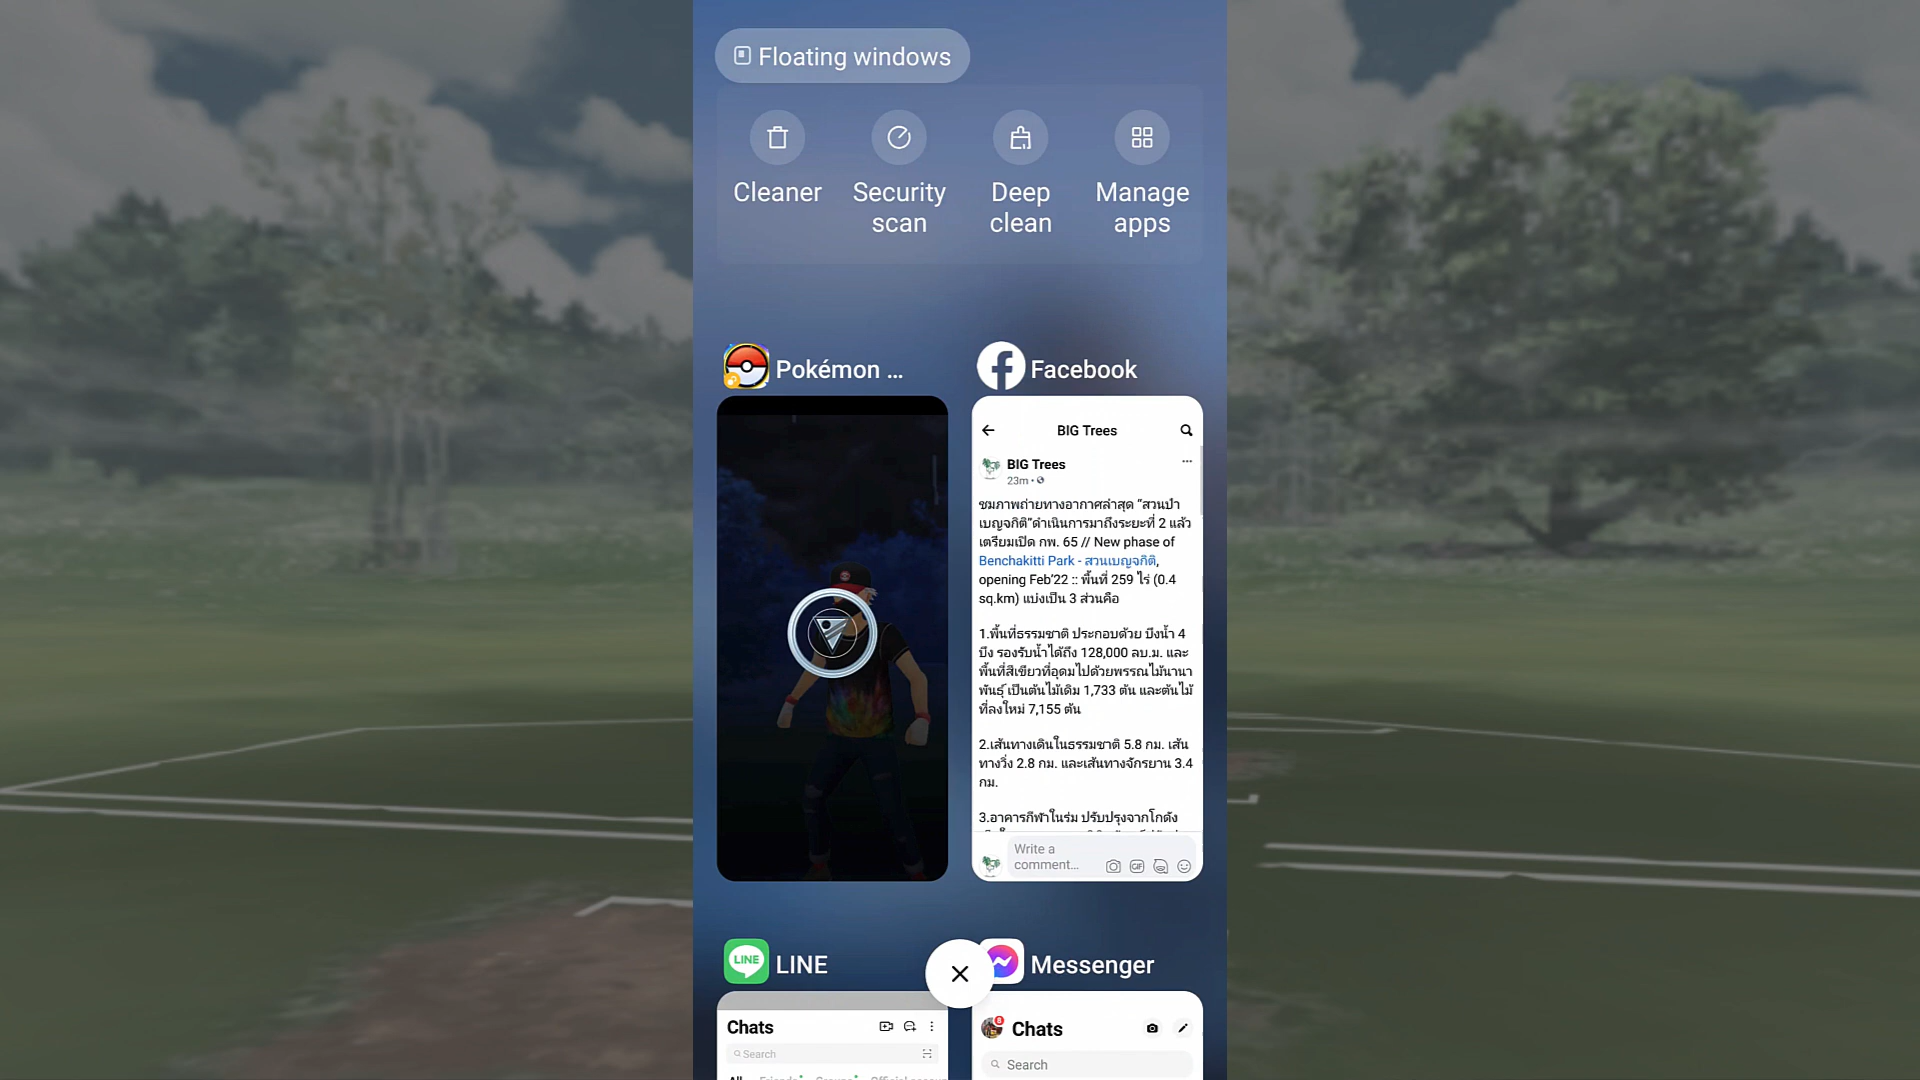 Floating windows
Cleaner
Security scan
Deep clean
Manage apps
Pokémon ...
Facebook
BIG Trees
BIG Trees
23m
ชมภาพถ่ายทางอากาศล่าสุด "สวนป่า
เบญจกิติ"ดำเนินการมาถึงระยะที่ 2 แล้ว
เตรียมเปิด กพ. 65 // New phase of
Benchakitti Park - สวนเบญจกิติ,
opening Feb'22 :: พื้นที่ 259 ไร่ (0.4
sq.km) แบ่งเป็น 3 ส่วนคือ
1.พื้นที่ธรรมชาติ ประกอบด้วย บึงน้ำ 4
บึง รองรับน้ำได้ถึง 128,000 ลบ.ม. และ
พื้นที่สีเขียวที่อุดมไปด้วยพรรณไม้นานา
พันธุ์ เป็นต้นไม้เดิม 1,733 ต้น และต้นไม้
ที่ลงใหม่ 7,155 ต้น
2.เส้นทางเดินในธรรมชาติ 5.8 กม. เส้น
ทางวิ่ง 2.8 กม. และเส้นทางจักรยาน 3.4
กม.
3.อาคารกีฬาในร่ม ปรับปรุงจากโกดัง
Write a
comment...
GIF
LINE
LINE
Messenger
Chats
Search
8
Chats
Search